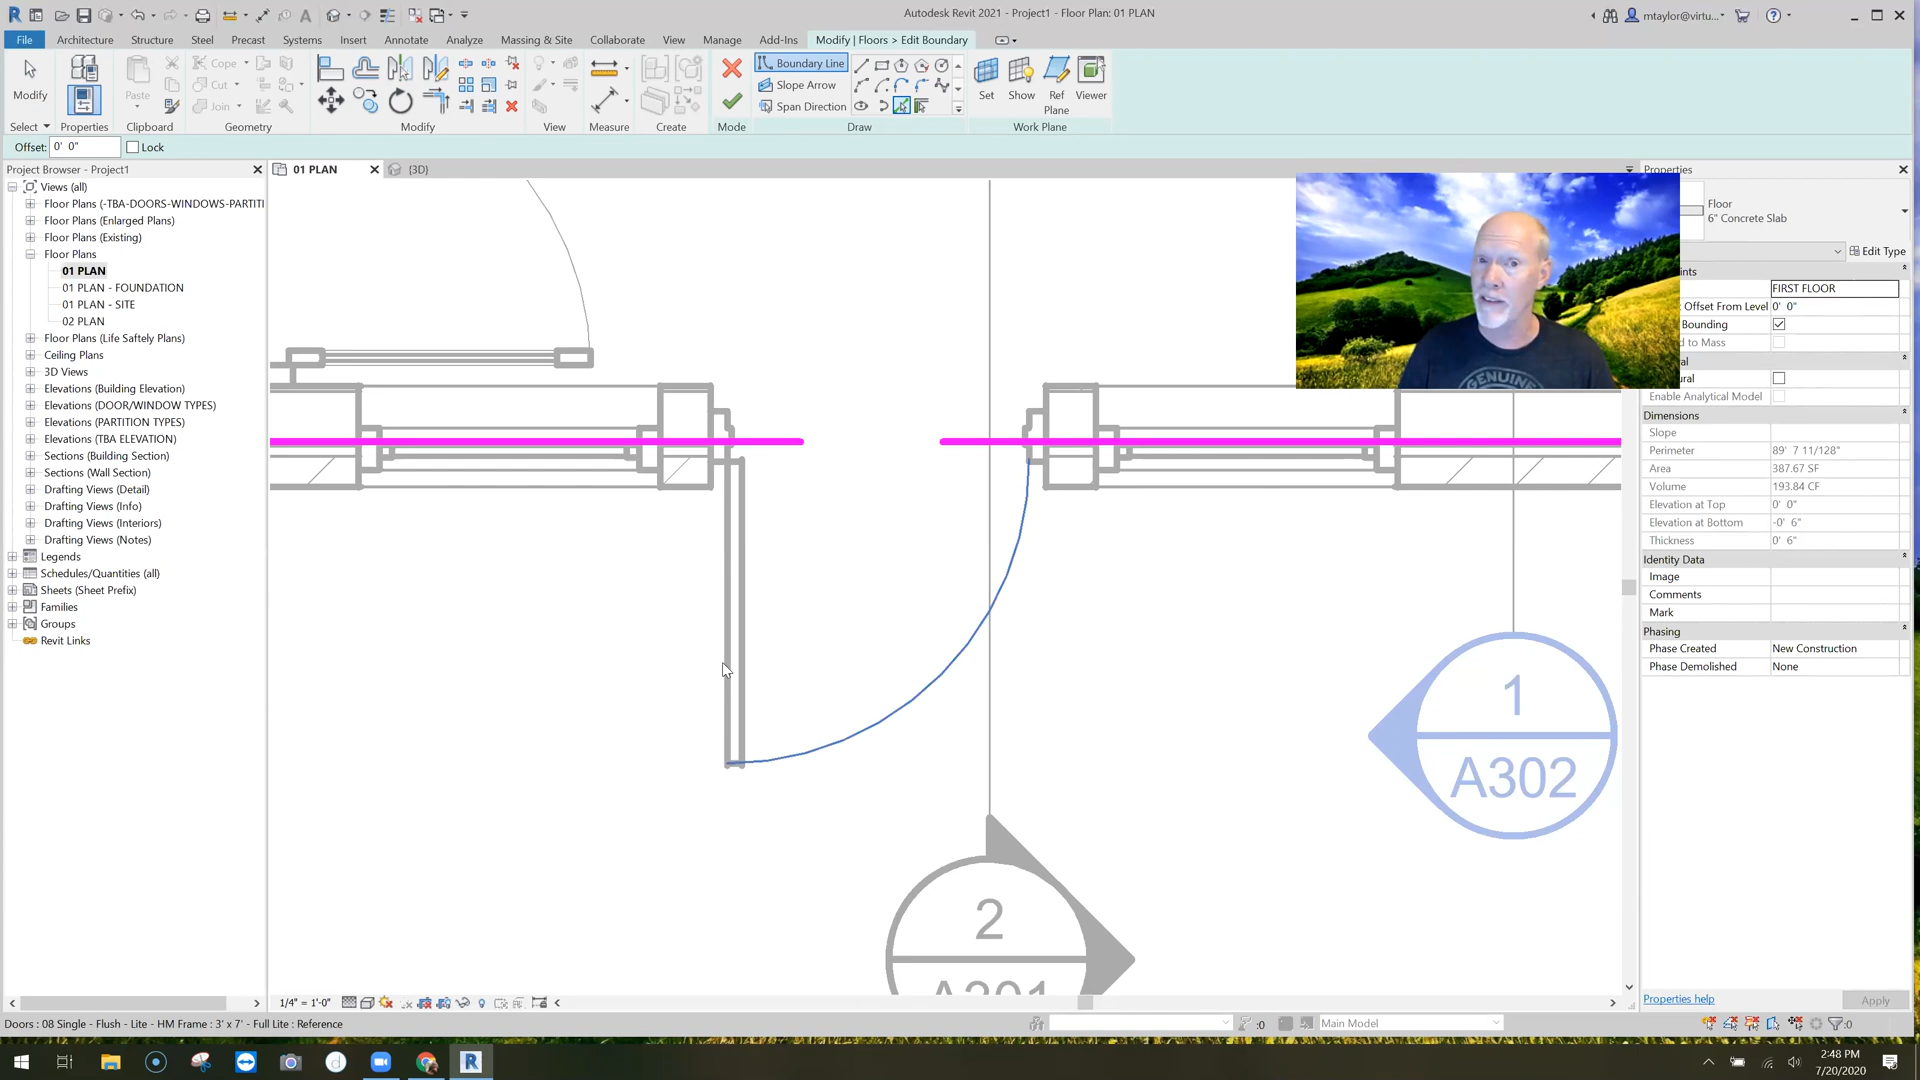 Autodesk Revit 2021 - Project1 - Floor Plan: 01 PLAN
mtaylor@virtu...
File Architecture Structure Steel Precast Systems Insert Annotate Analyze Massing & Site Collaborate View Manage Add-Ins Modify | Floors > Edit Boundary
Modify
Paste
Cope
Cut
Join
Boundary Line
Slope Arrow
Span Direction
Set Show Ref Plane Viewer
Select Properties Clipboard Geometry Modify View Measure Create Mode Draw Work Plane
Offset: 0' 0" Lock
Project Browser - Project1
01 PLAN
{3D}
Views (all)
Floor Plans (-TBA-DOORS-WINDOWS-PARTITI
Floor Plans (Enlarged Plans)
Floor Plans (Existing)
Floor Plans
01 PLAN
01 PLAN - FOUNDATION
01 PLAN - SITE
02 PLAN
Floor Plans (Life Saftely Plans)
Ceiling Plans
3D Views
Elevations (Building Elevation)
Elevations (DOOR/WINDOW TYPES)
Elevations (PARTITION TYPES)
Elevations (TBA ELEVATION)
Sections (Building Section)
Sections (Wall Section)
Drafting Views (Detail)
Drafting Views (Info)
Drafting Views (Interiors)
Drafting Views (Notes)
Legends
Schedules/Quantities (all)
Sheets (Sheet Prefix)
Families
Groups
Revit Links
GENUINE
1
A302
2
A201
Properties
Floor
6" Concrete Slab
Edit Type
ints
FIRST FLOOR
t Offset From Level 0' 0"
Bounding
d to Mass
ral
ural
Enable Analytical Model
Dimensions
Slope
Perimeter 89' 7 11/128"
Area 387.67 SF
Volume 193.84 CF
Elevation at Top 0' 0"
Elevation at Bottom -0' 6"
Thickness 0' 6"
Identity Data
Image
Comments
Mark
Phasing
Phase Created New Construction
Phase Demolished None
Properties help
Apply
1/4" = 1'-0"
Doors : 08 Single - Flush - Lite - HM Frame : 3' x 7' - Full Lite : Reference
:0
Main Model
:0
2:48 PM
7/20/2020